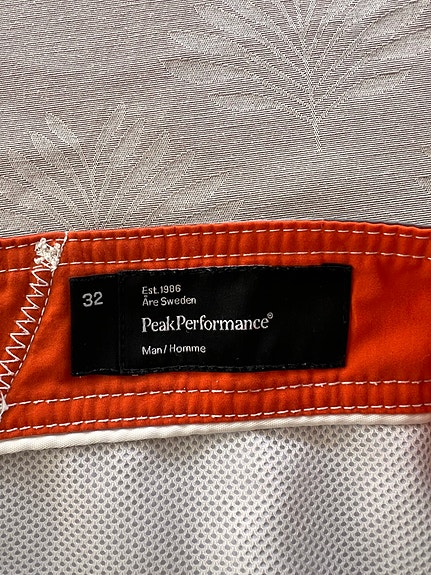 32
Est.1986
Åre Sweden
PeakPerformance®
Man/Homme